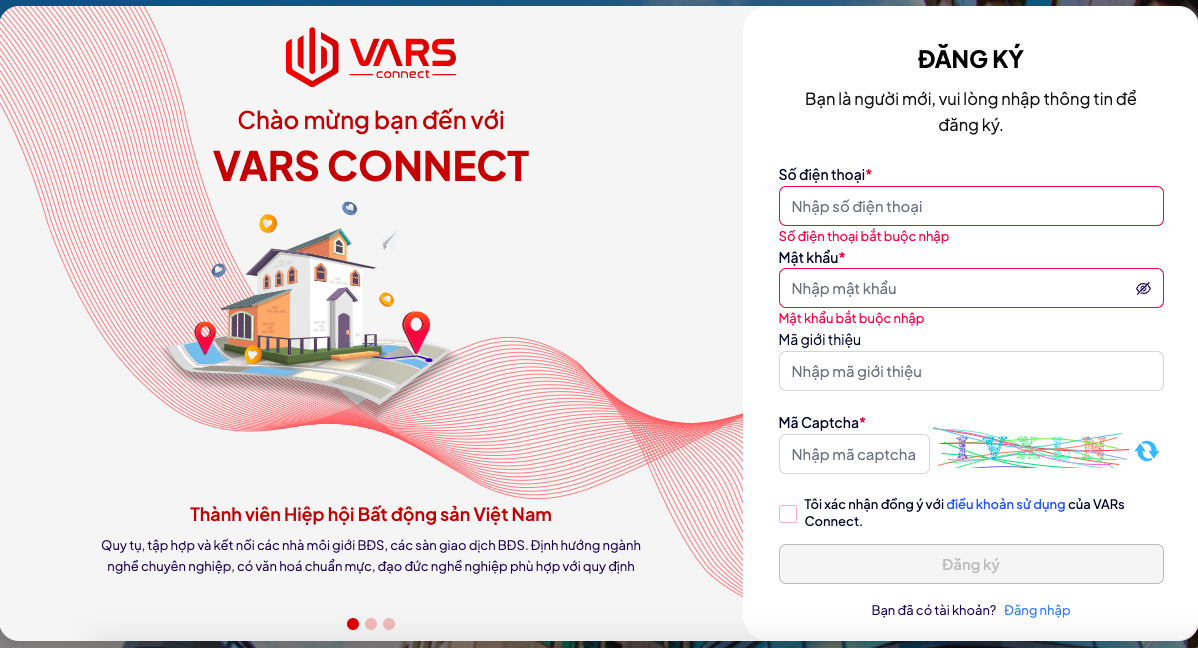 VARS
connect
Chào mừng bạn đến với
VARS CONNECT
Thành viên Hiệp hội Bất động sản Việt Nam
Quy tụ, tập hợp và kết nối các nhà môi giới BĐS, các sàn giao dịch BĐS. Định hướng ngành
nghề chuyên nghiệp, có văn hoá chuẩn mực, đạo đức nghề nghiệp phù hợp với quy định
ĐĂNG KÝ
Bạn là người mới, vui lòng nhập thông tin để
đăng ký.
Số điện thoại*
Nhập số điện thoại
Số điện thoại bắt buộc nhập
Mật khẩu*
Nhập mật khẩu
Mật khẩu bắt buộc nhập
Mã giới thiệu
Nhập mã giới thiệu
Mã Captcha*
Nhập mã captcha
Tôi xác nhận đồng ý với điều khoản sử dụng của VARs
Connect.
Đăng ký
Bạn đã có tài khoản? Đăng nhập